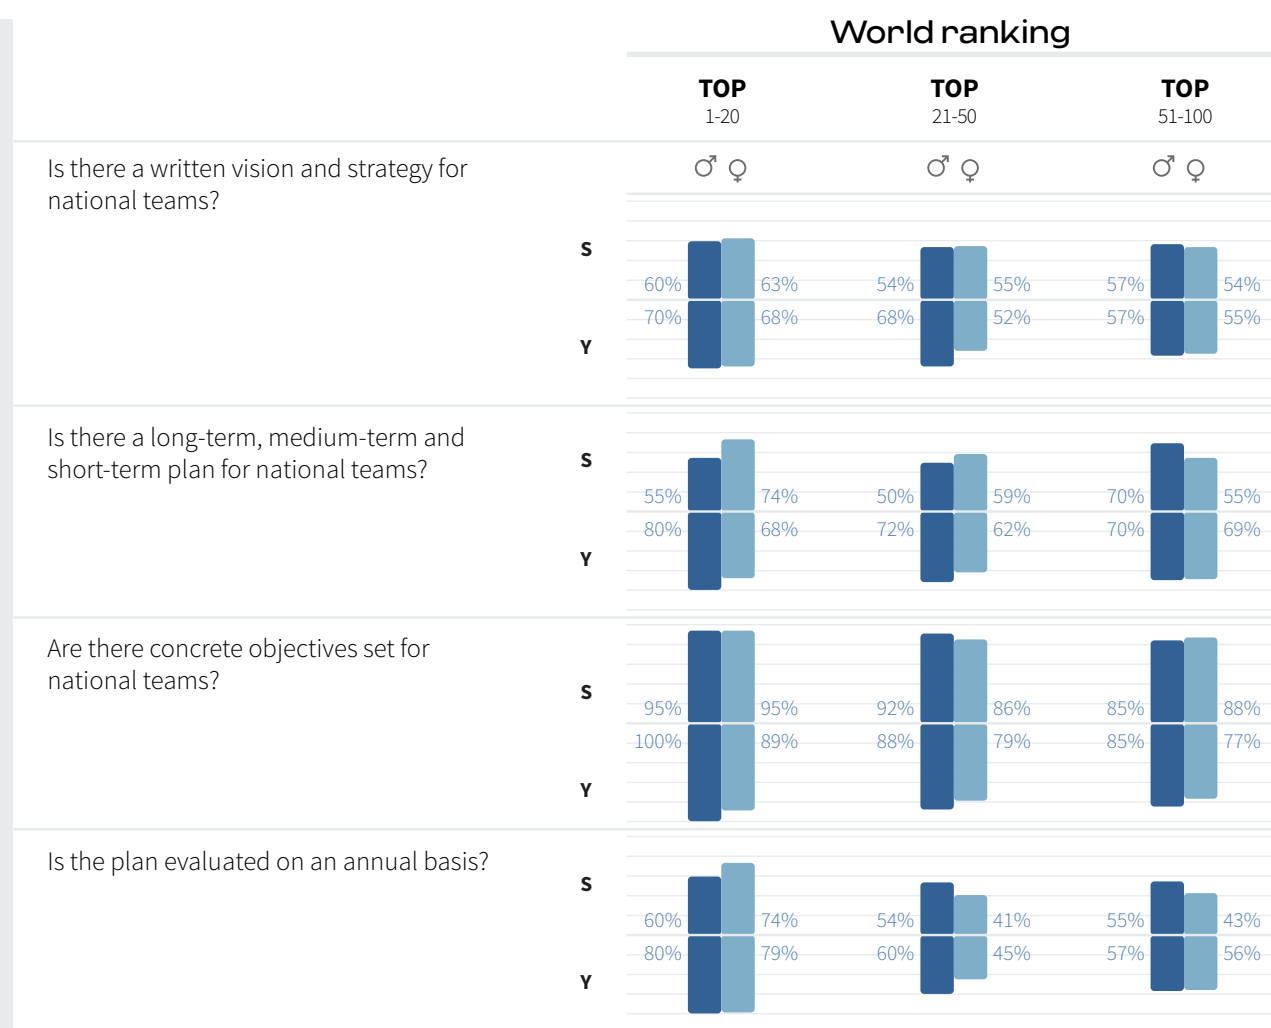 World ranking
TOP TOP TOP
1-20 21-50 51-100
Is there a written vision and strategy for
national teams?
♂ ♀ ♂ ♀ ♂ ♀
S
60% 63% 54% 55% 57% 54%
70% 68% 68% 52% 57% 55%
Y
Is there a long-term, medium-term and
short-term plan for national teams?
S
55% 74% 50% 59% 70% 55%
80% 68% 72% 62% 70% 69%
Y
Are there concrete objectives set for
national teams?
S
95% 95% 92% 86% 85% 88%
100% 89% 88% 79% 85% 77%
Y
Is the plan evaluated on an annual basis?
S
60% 74% 54% 41% 55% 43%
80% 79% 60% 45% 57% 56%
Y